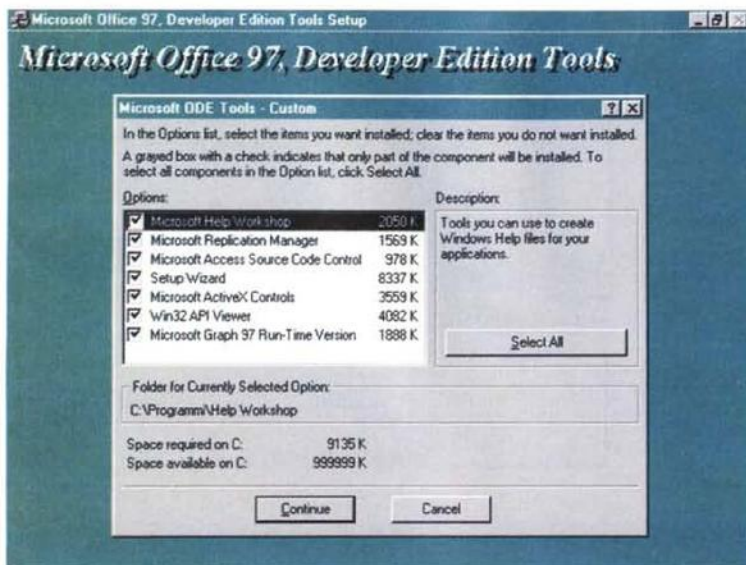 Microsoft Office 97, Developer Edition Tools Setup
Microsoft Office 97, Developer Edition Tools
Microsoft ODE Tools - Custom
In the Options list, select the items you want installed; clear the items you do not want installed.
A grayed box with a check indicates that only part of the component will be installed. To
select all components in the Option list, click Select All.
Options:
Microsoft Help Workshop 2050 K
Microsoft Replication Manager 1569 K
Microsoft Access Source Code Control 978 K
Setup Wizard 8337 K
Microsoft ActiveX Controls 3559 K
Win32 API Viewer 4082 K
Microsoft Graph 97 Run-Time Version 1888 K
Description:
Tools you can use to create
Windows Help files for your
applications.
Select All
Folder for Currently Selected Option:
C:\Programmi\Help Workshop
Space required on C: 9135 K
Space available on C: 999999 K
Continue
Cancel